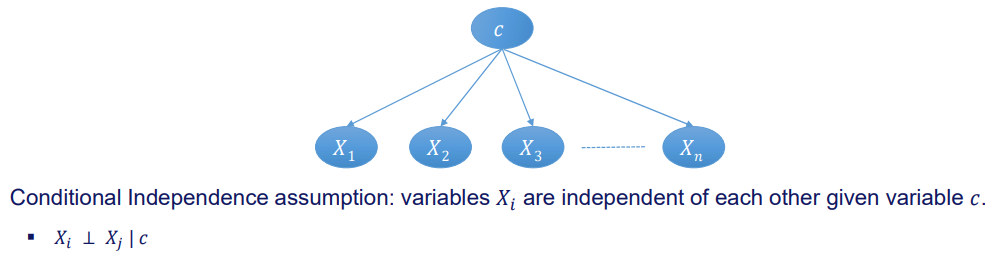 c
X₁ X₂ X₃ Xₙ
Conditional Independence assumption: variables Xᵢ are independent of each other given variable c.
▪ Xᵢ ⊥ Xⱼ | c